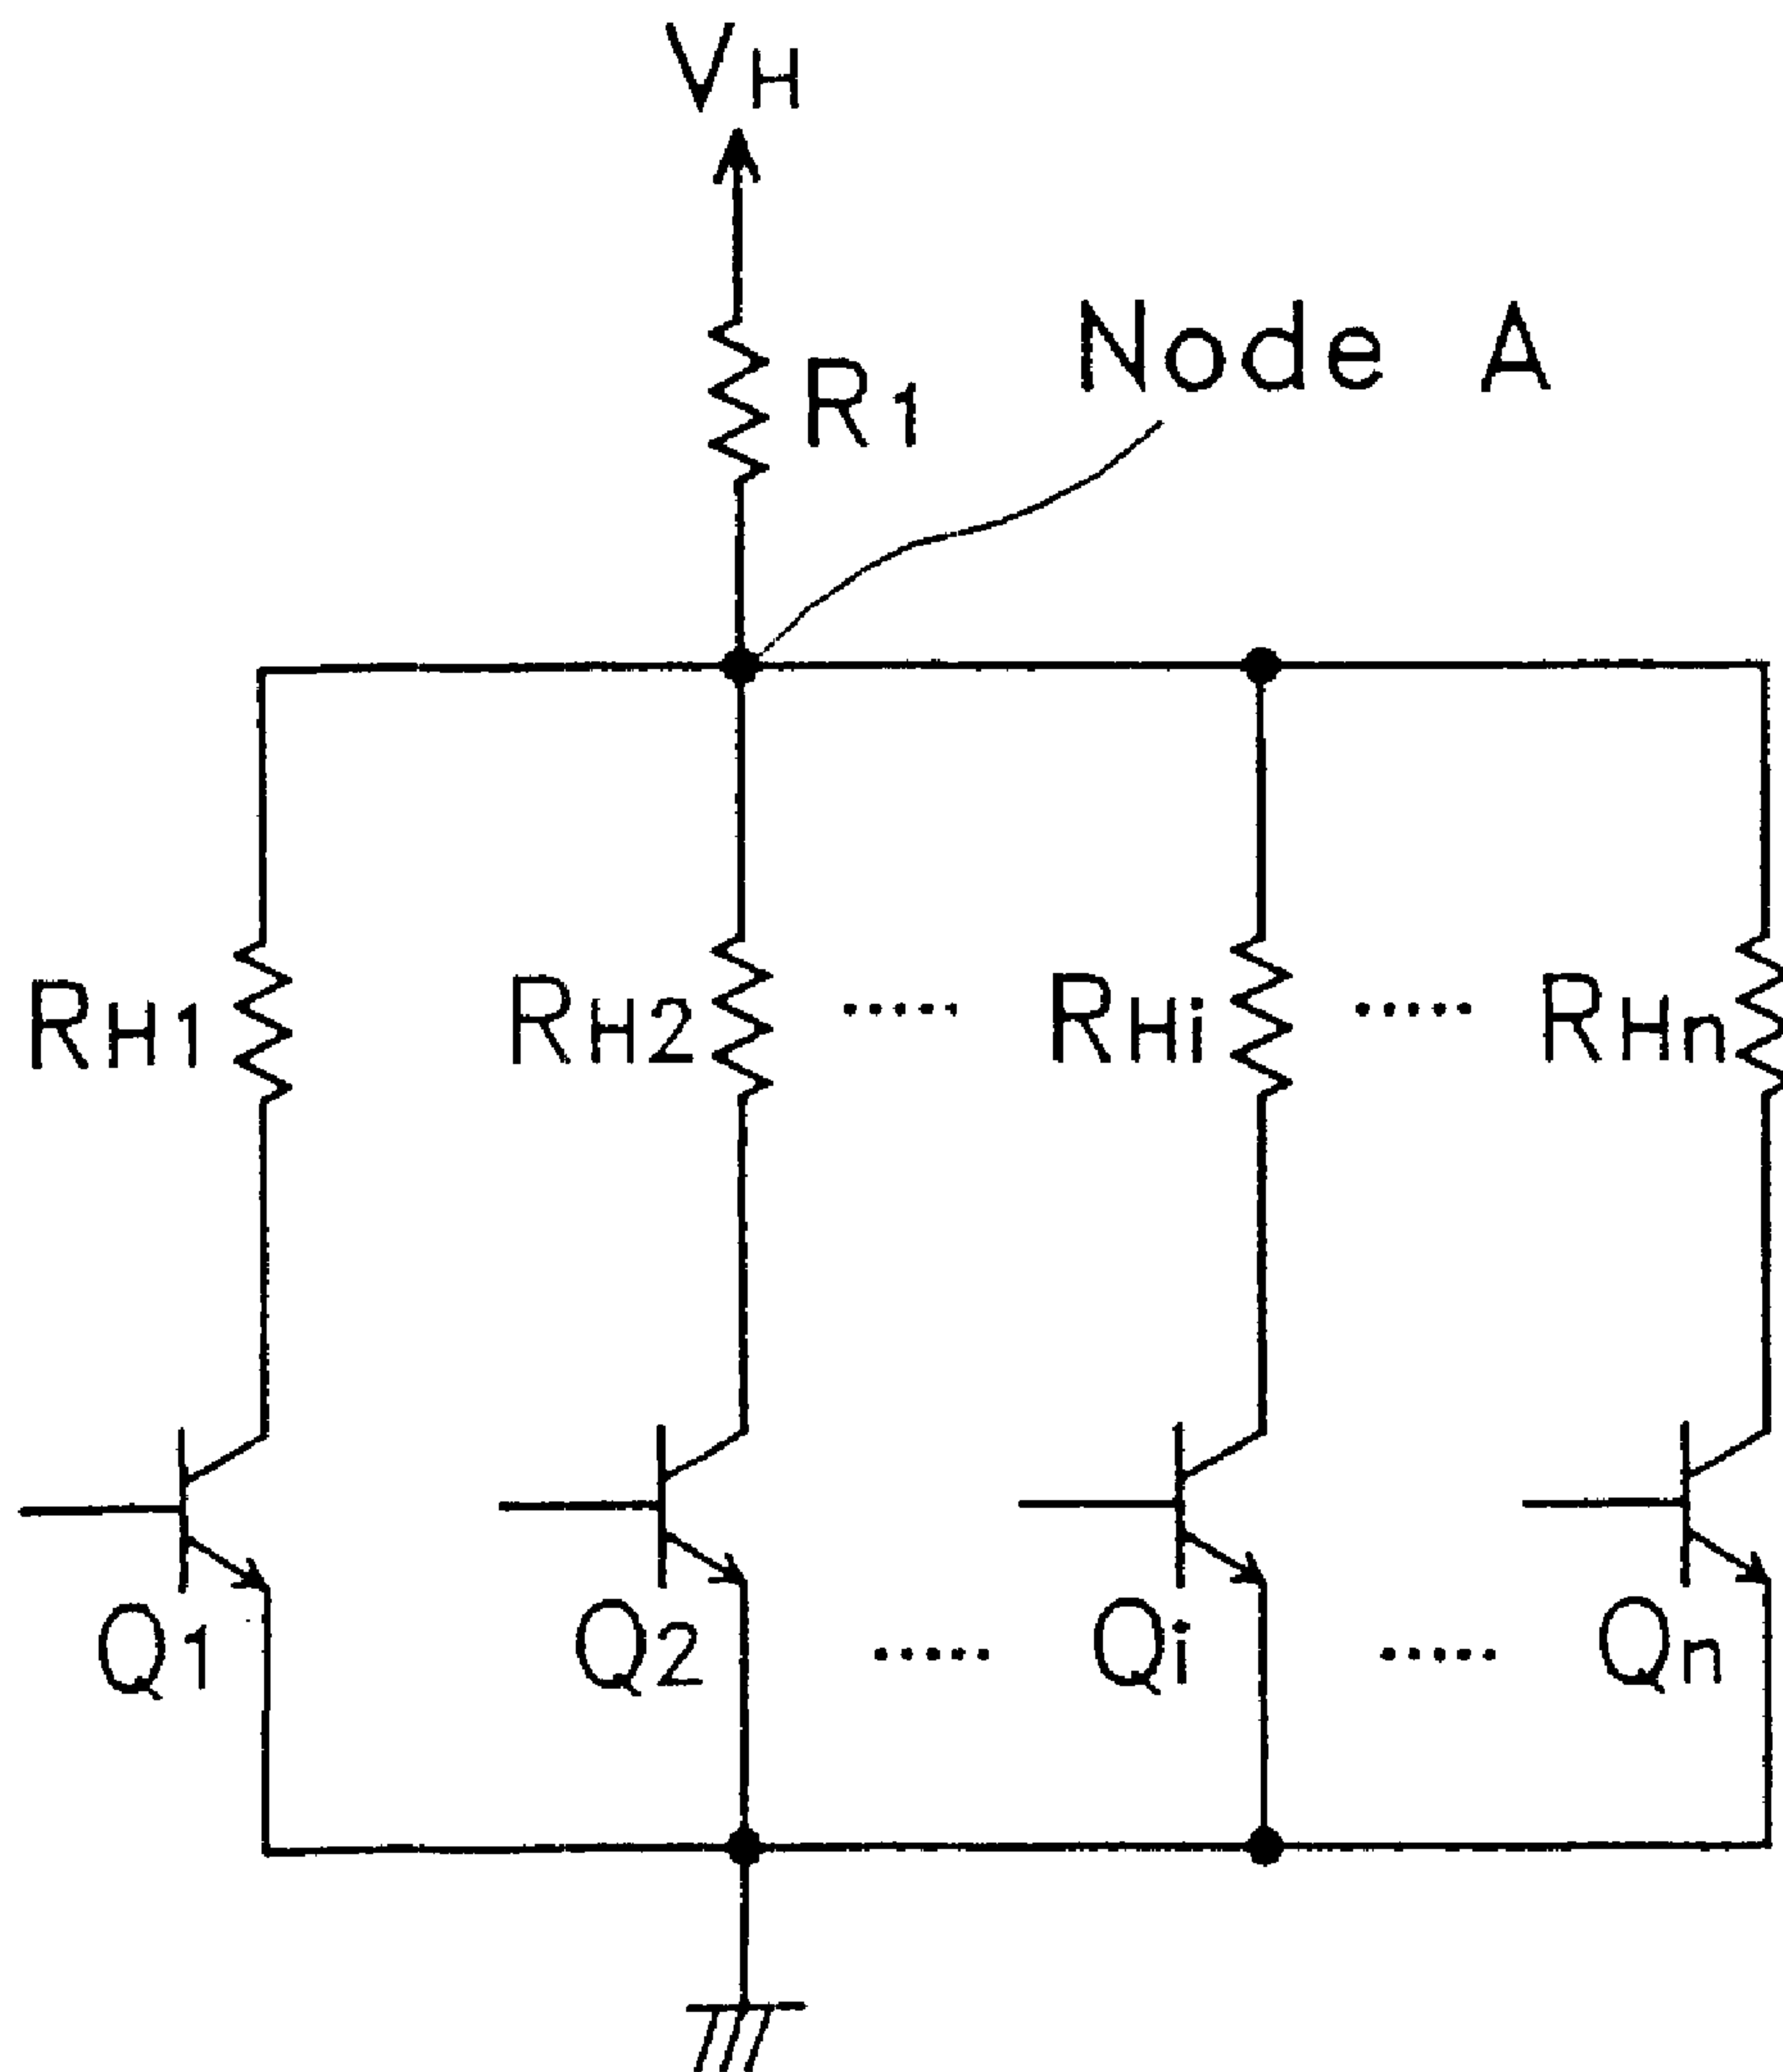 VH
R1
Node A
RH1 RH2 ..... RHi ..... RHn
Q1 Q2 ..... Qi ..... Qn